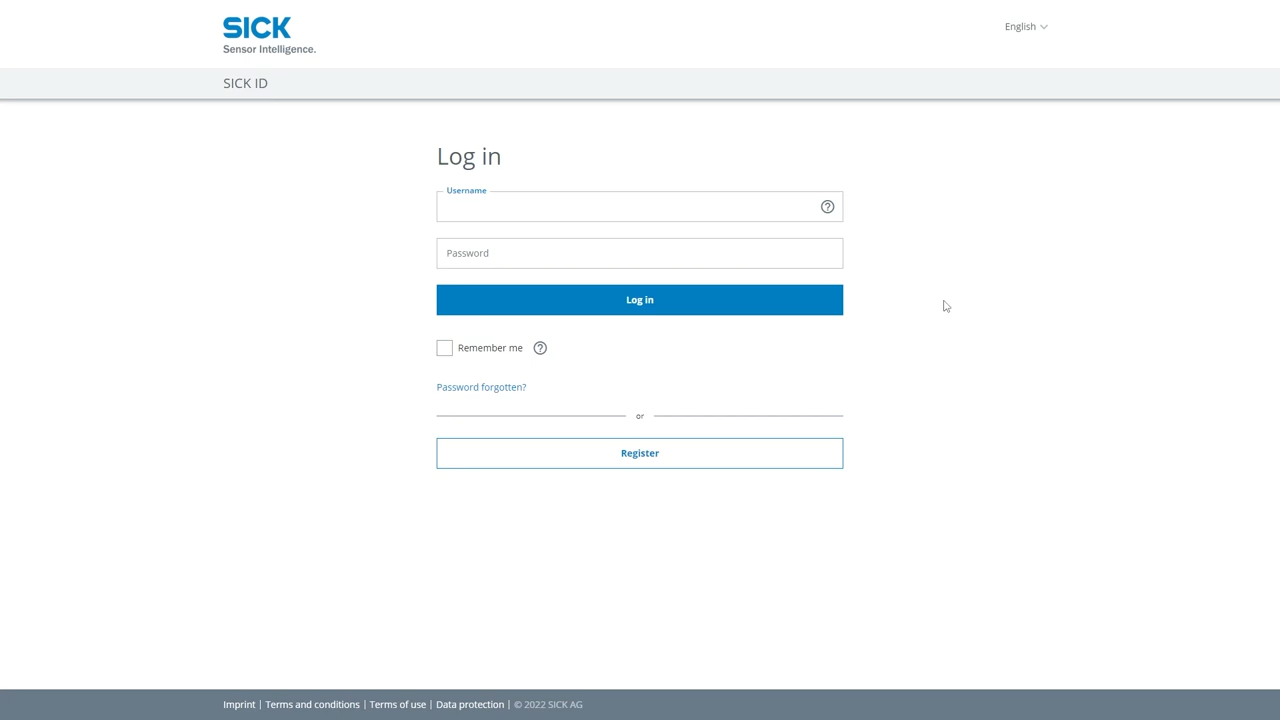 SICK
Sensor Intelligence.
English
SICK ID
Log in
Username
Password
Log in
Remember me
Password forgotten?
or
Register
Imprint | Terms and conditions | Terms of use | Data protection | © 2022 SICK AG